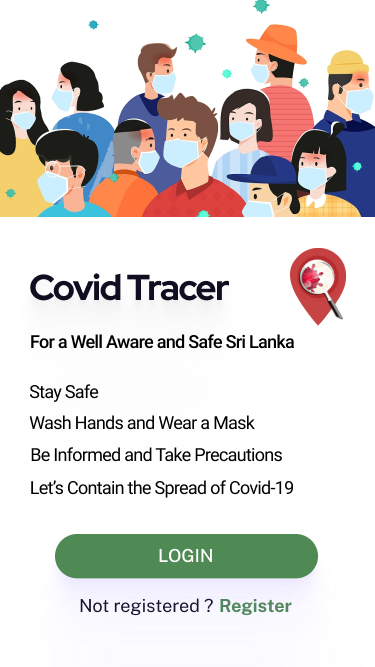 Covid Tracer
For a Well Aware and Safe Sri Lanka
Stay Safe
Wash Hands and Wear a Mask
Be Informed and Take Precautions
Let's Contain the Spread of Covid-19
LOGIN
Not registered ? Register